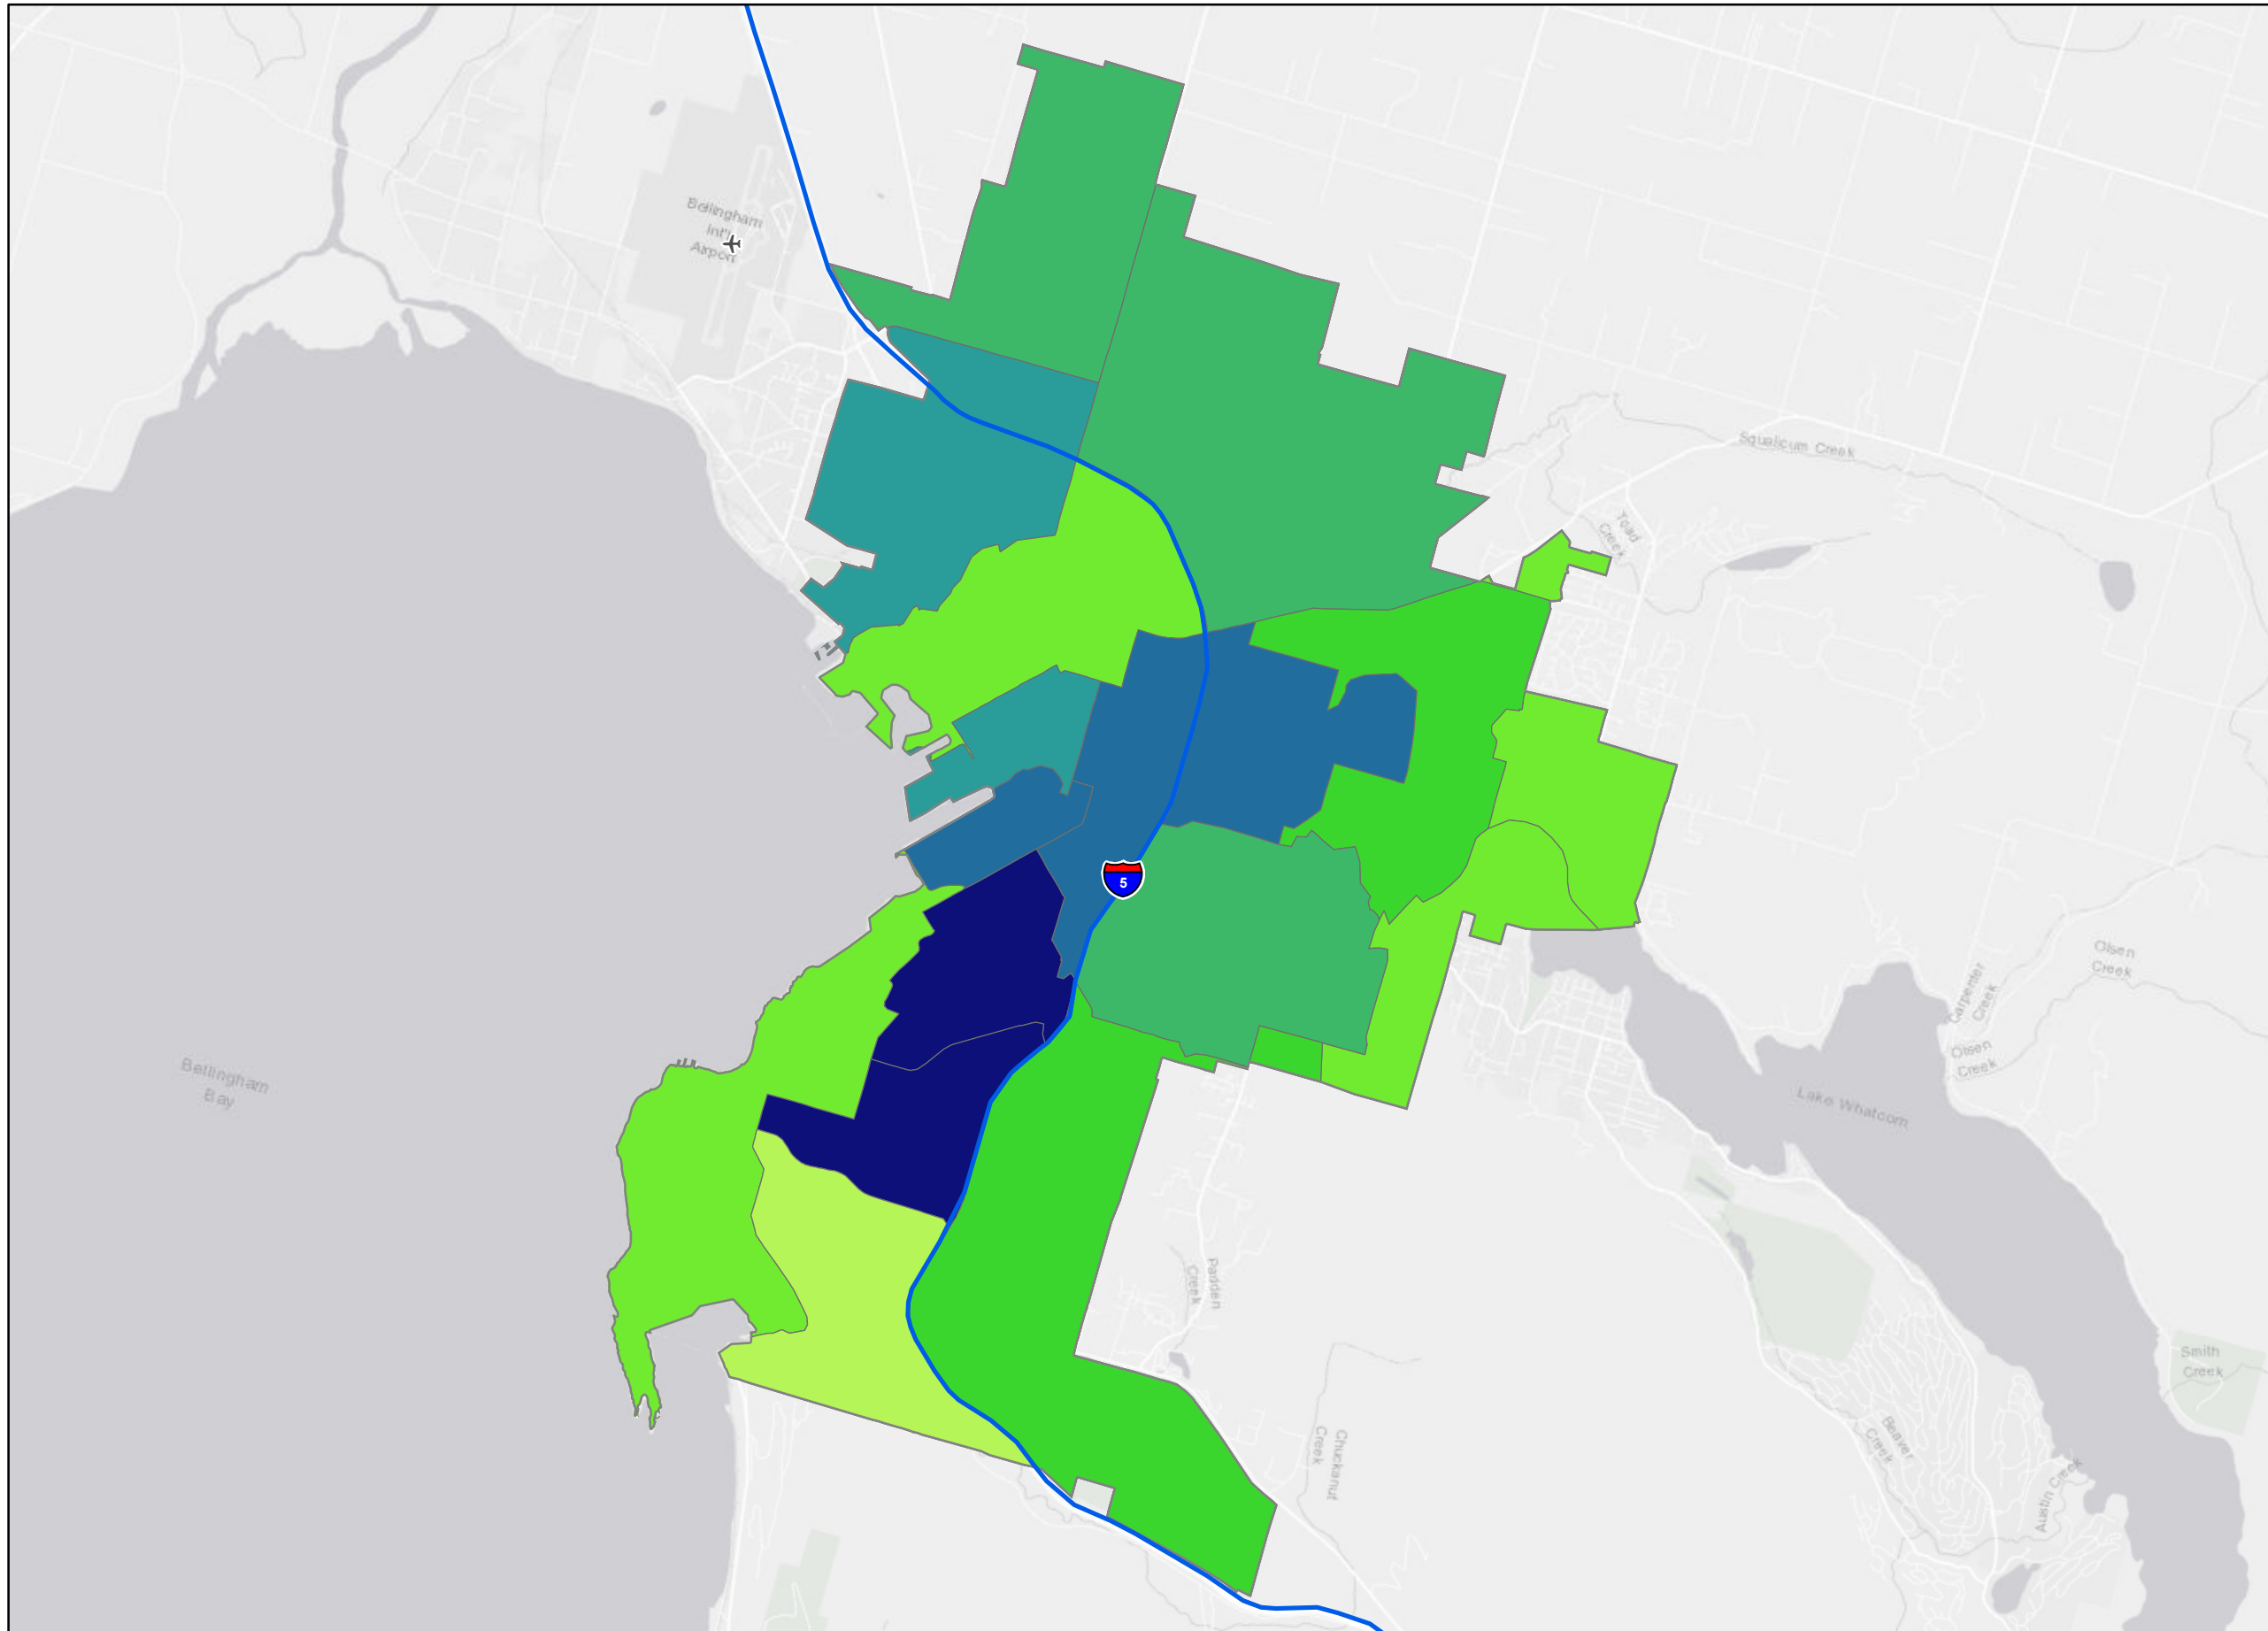 Bellingham
Int'l
Airport
Squalicum Creek
Toad
Creek
5
Olsen
Creek
Carpenter
Creek
Olsen
Creek
Bellingham
Bay
Lake Whatcom
Padden
Creek
Smith
Creek
Chuckanut
Creek
Beaver
Creek
Austin Creek